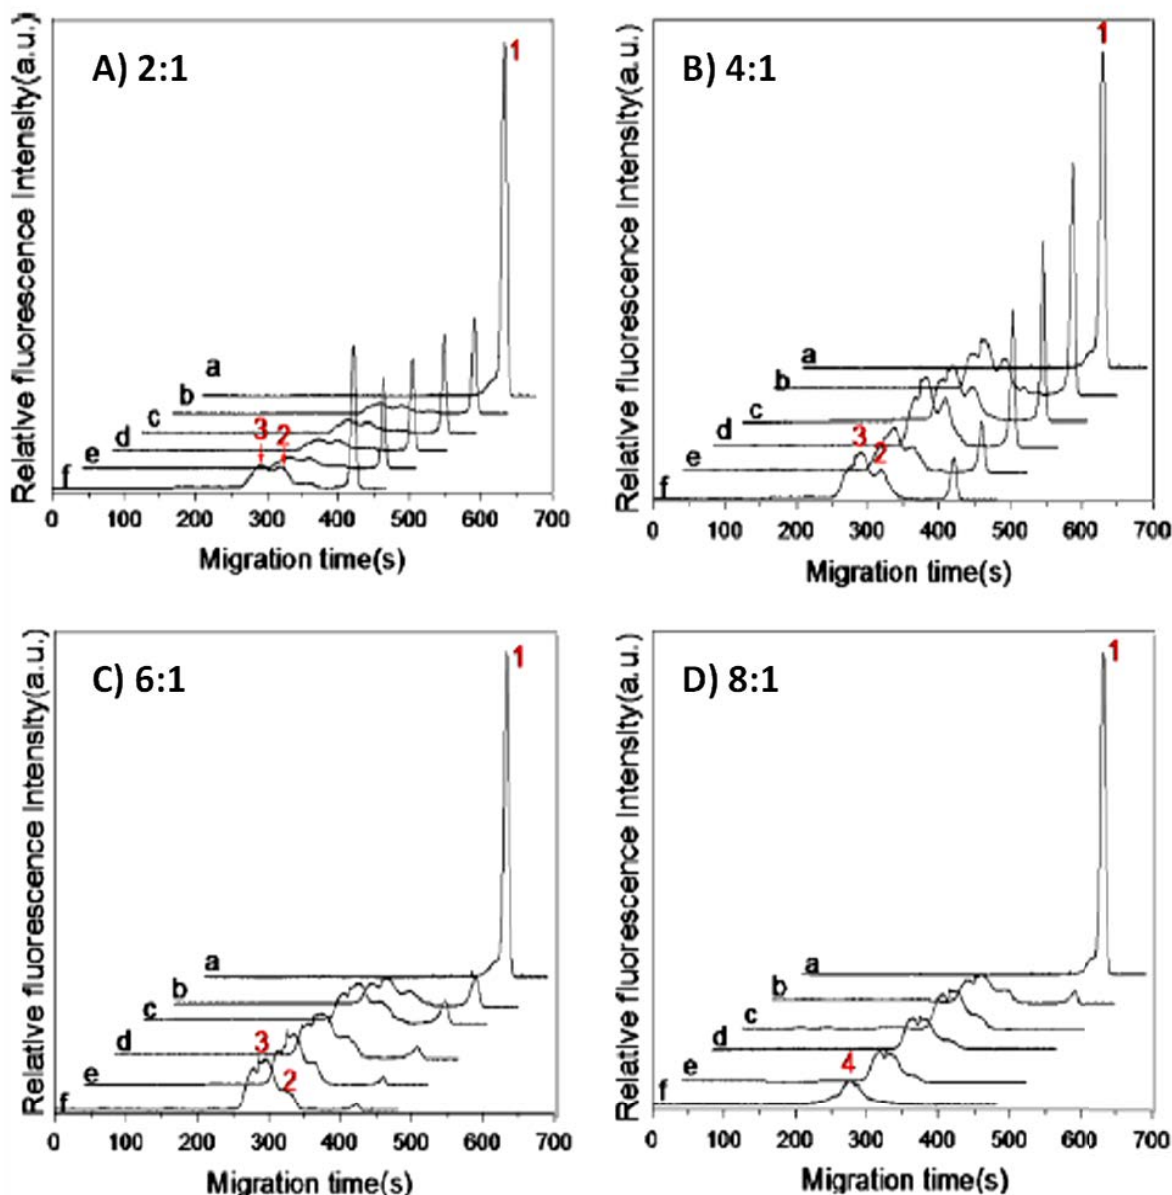 Relative fluorescence Intensity(a.u.)
A) 2:1
1
a
b
c
d
3 2
e
f
0 100 200 300 400 500 600 700
Migration time(s)
Relative fluorescence Intensity(a.u.)
B) 4:1
1
a
b
c
d
3
2
e
f
0 100 200 300 400 500 600 700
Migration time(s)
Relative fluorescence Intensity(a.u.)
C) 6:1
1
a
b
c
d
3
e
2
f
0 100 200 300 400 500 600 700
Migration time(s)
Relative fluorescence Intensity(a.u.)
D) 8:1
1
a
b
c
d
4
e
f
0 100 200 300 400 500 600 700
Migration time(s)